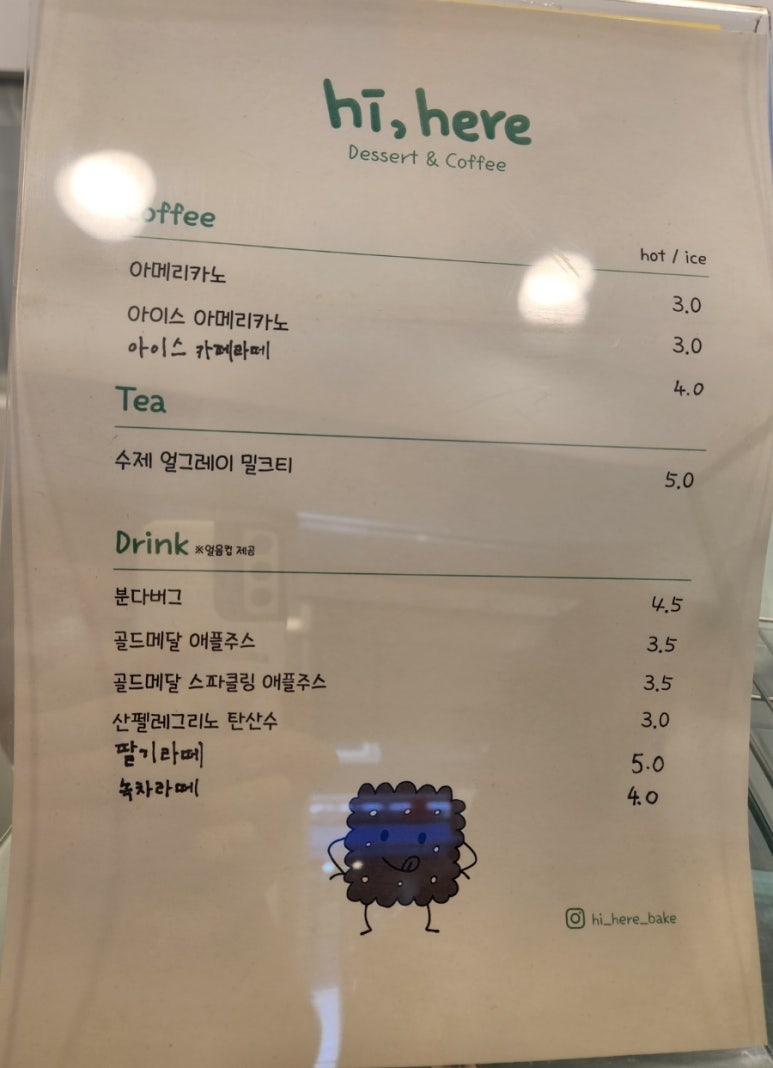 hi, here
Dessert & Coffee
Coffee
hot / ice
아메리카노 3.0
아이스 아메리카노 3.0
아이스 카페라떼 4.0
Tea
수제 얼그레이 밀크티 5.0
Drink ※얼음컵 제공
분다버그 4.5
골드메달 애플주스 3.5
골드메달 스파클링 애플주스 3.5
산펠레그리노 탄산수 3.0
딸기라떼 5.0
녹차라떼 4.0
hi_here_bake